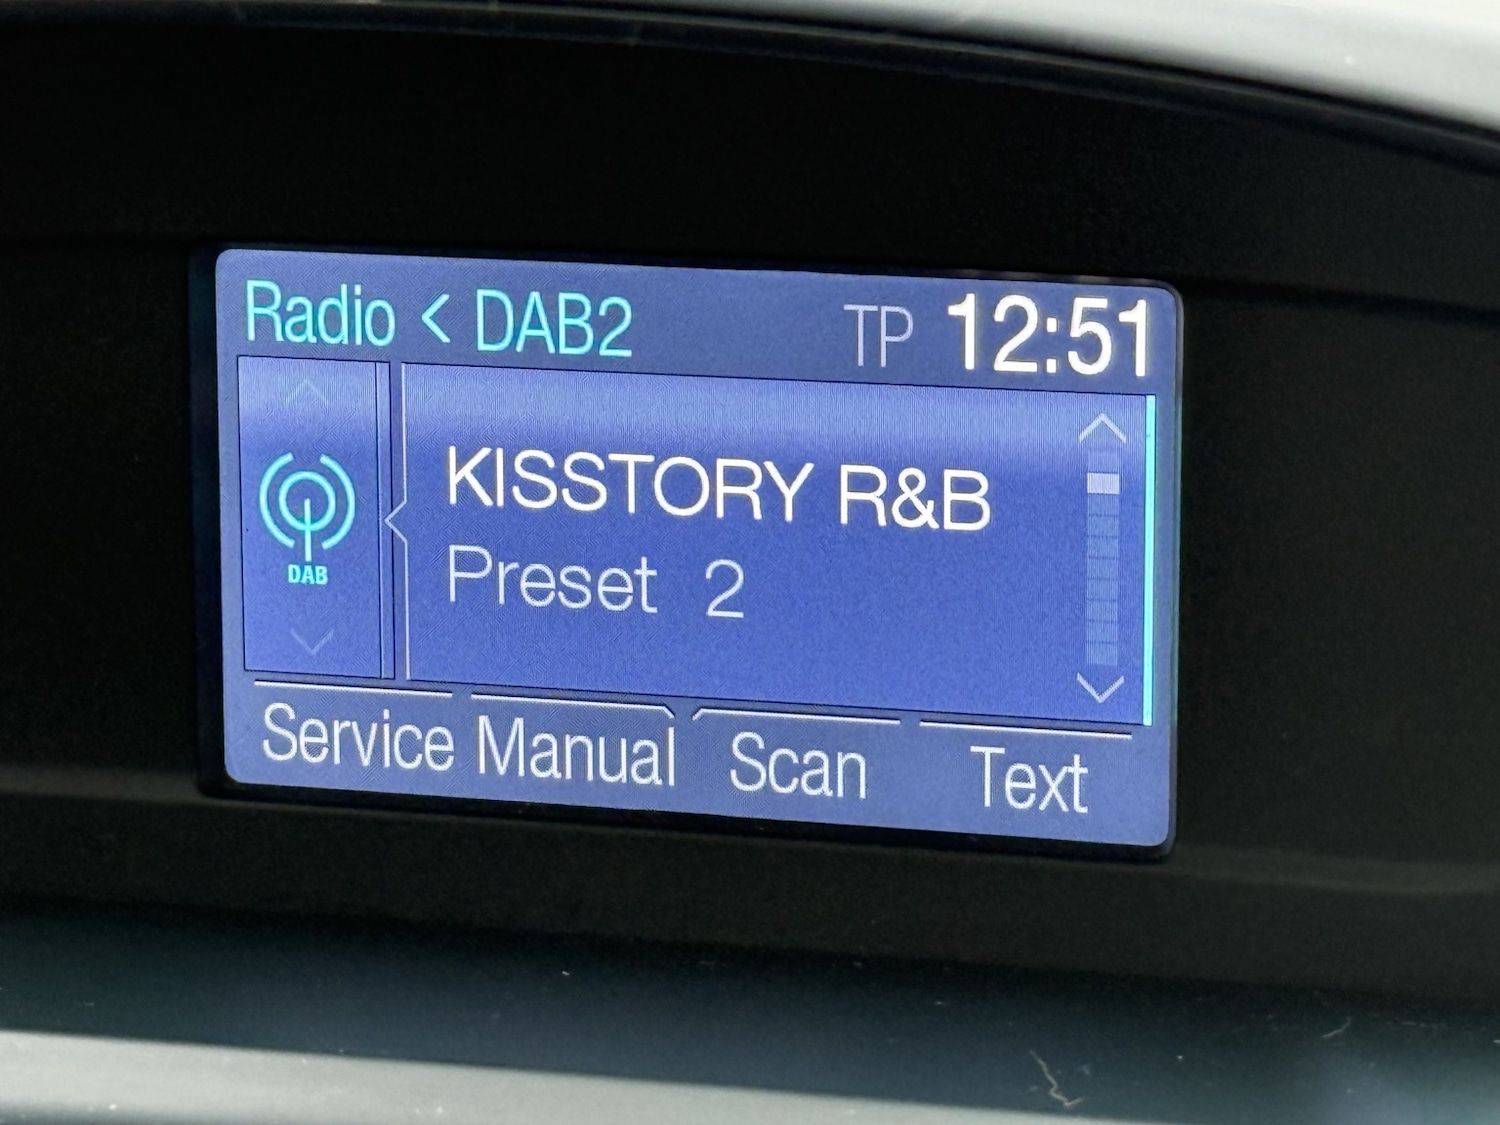 Radio < DAB2 TP 12:51
KISSTORY R&B
DAB
Preset 2
Service Manual Scan Text